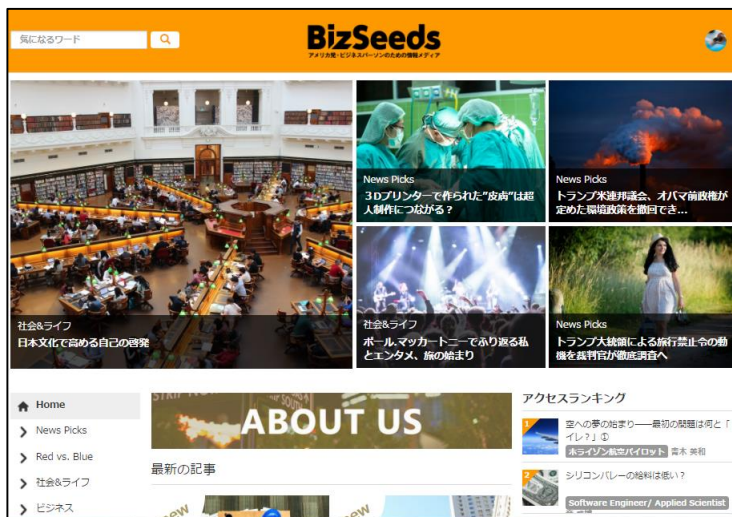 気になるワード
BizSeeds
アメリカ発・ビジネスパーソンのための情報メディア
News Picks
３Dプリンターで作られた”皮膚”は超
人制作につながる？
News Picks
トランプ米連邦議会、オバマ前政権が
定めた環境政策を撤回でき...
社会&ライフ
日本文化で高める自己の啓発
社会&ライフ
ポール.マッカートニーでふり返る私
とエンタメ、旅の始まり
News Picks
トランプ大統領による旅行禁止令の動
機を裁判官が徹底調査へ
Home
News Picks
Red vs. Blue
社会&ライフ
ビジネス
ABOUT US
最新の記事
new
new
アクセスランキング
1
空への夢の始まり――最初の問題は何と「
イレ？」①
ホライゾン航空パイロット 青木 美和
2
シリコンバレーの給料は低い？
Software Engineer/ Applied Scientist